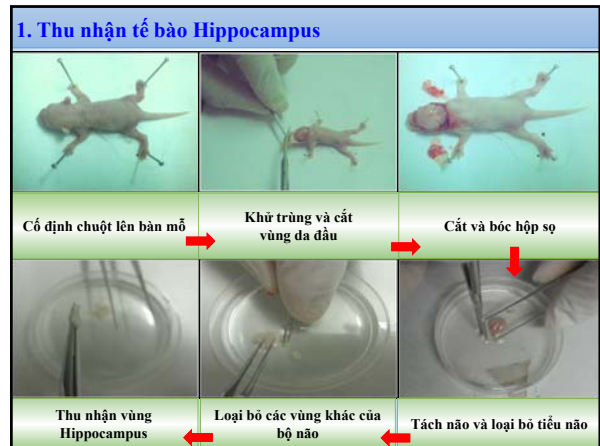 1. Thu nhận tế bào Hippocampus
Cố định chuột lên bàn mỗ
Khử trùng và cắt
vùng da đầu
Cắt và bóc hộp sọ
Tách não và loại bỏ tiểu não
Loại bỏ các vùng khác của
bộ não
Thu nhận vùng
Hippocampus